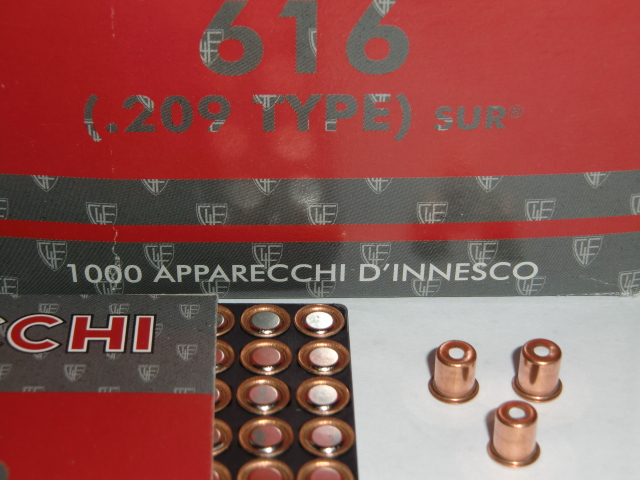 616
(.209 TYPE) SUR®
1000 APPARECCHI D'INNESCO
CCHI